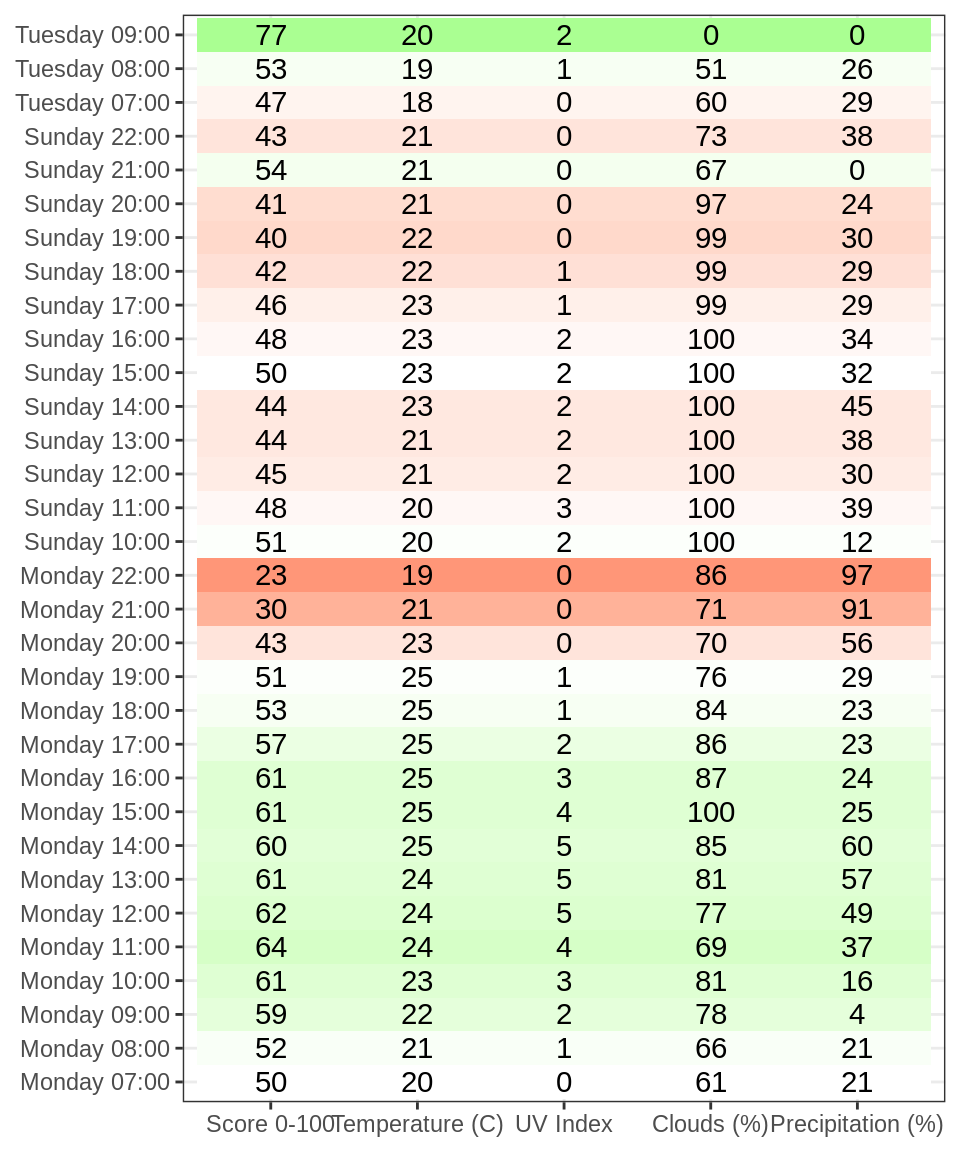 Tuesday 09:00 77 20 2 0 0
Tuesday 08:00 53 19 1 51 26
Tuesday 07:00 47 18 0 60 29
Sunday 22:00 43 21 0 73 38
Sunday 21:00 54 21 0 67 0
Sunday 20:00 41 21 0 97 24
Sunday 19:00 40 22 0 99 30
Sunday 18:00 42 22 1 99 29
Sunday 17:00 46 23 1 99 29
Sunday 16:00 48 23 2 100 34
Sunday 15:00 50 23 2 100 32
Sunday 14:00 44 23 2 100 45
Sunday 13:00 44 21 2 100 38
Sunday 12:00 45 21 2 100 30
Sunday 11:00 48 20 3 100 39
Sunday 10:00 51 20 2 100 12
Monday 22:00 23 19 0 86 97
Monday 21:00 30 21 0 71 91
Monday 20:00 43 23 0 70 56
Monday 19:00 51 25 1 76 29
Monday 18:00 53 25 1 84 23
Monday 17:00 57 25 2 86 23
Monday 16:00 61 25 3 87 24
Monday 15:00 61 25 4 100 25
Monday 14:00 60 25 5 85 60
Monday 13:00 61 24 5 81 57
Monday 12:00 62 24 5 77 49
Monday 11:00 64 24 4 69 37
Monday 10:00 61 23 3 81 16
Monday 09:00 59 22 2 78 4
Monday 08:00 52 21 1 66 21
Monday 07:00 50 20 0 61 21
Score 0-100 Temperature (C) UV Index Clouds (%) Precipitation (%)